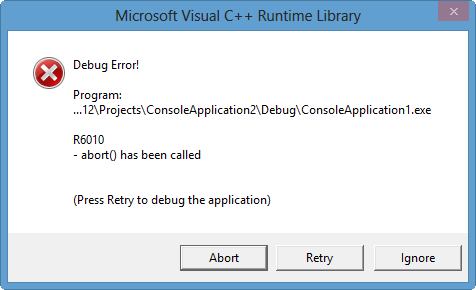 Microsoft Visual C++ Runtime Library
Debug Error!
Program:
...12\Projects\ConsoleApplication2\Debug\ConsoleApplication1.exe
R6010
- abort() has been called
(Press Retry to debug the application)
Abort
Retry
Ignore